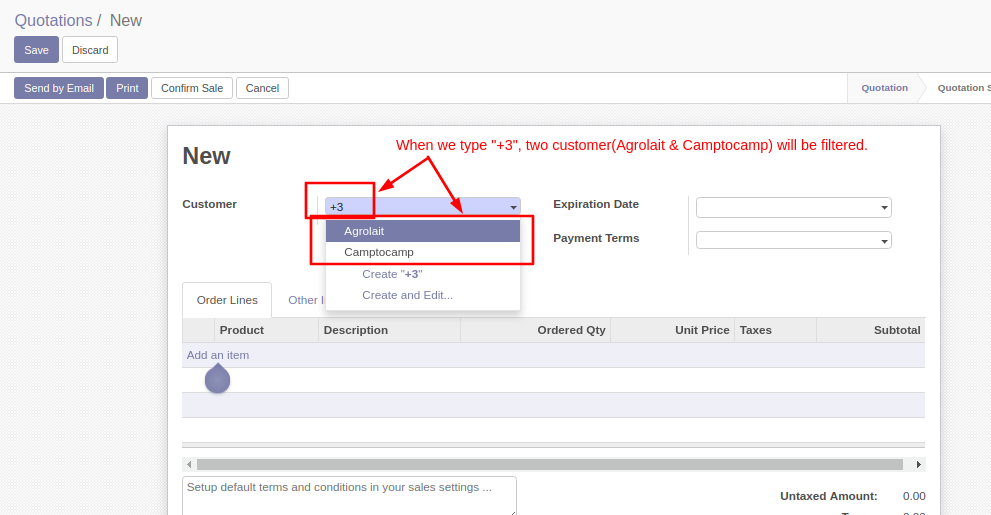 Quotations / New
Save Discard
Send by Email Print Confirm Sale Cancel Quotation Quotation S
When we type "+3", two customer(Agrolait & Camptocamp) will be filtered.
New
Customer +3 Expiration Date
Agrolait Payment Terms
Camptocamp
Create "+3"
Create and Edit...
Order Lines Other
Product Description Ordered Qty Unit Price Taxes Subtotal
Add an item
Setup default terms and conditions in your sales settings ...
Untaxed Amount: 0.00